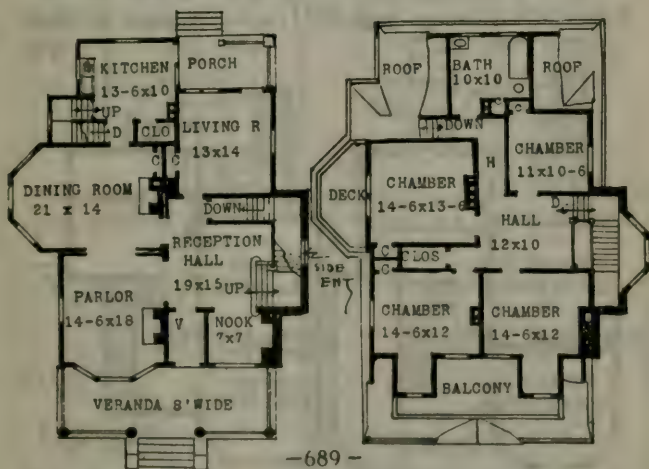 KITCHEN
13-6x10
PORCH
UP
D
CLO
LIVING R
13x14
C
C
DINING ROOM
21 x 14
DOWN
RECEPTION
HALL
19x15
UP
SIDE
ENT
PARLOR
14-6x18
V
NOOK
7x7
VERANDA 8'WIDE
ROOF
BATH
10x10
ROOF
C
C
DOWN
H
CHAMBER
11x10-6
DECK
CHAMBER
14-6x13-6
D
HALL
12x10
C
CLOS
C
CHAMBER
14-6x12
CHAMBER
14-6x12
BALCONY
-689-